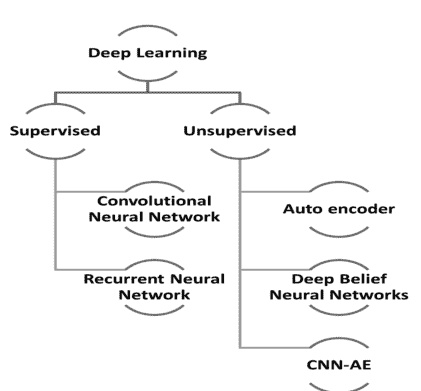 Deep Learning
Supervised
Unsupervised
Convolutional
Neural Network
Recurrent Neural
Network
Auto encoder
Deep Belief
Neural Networks
CNN-AE